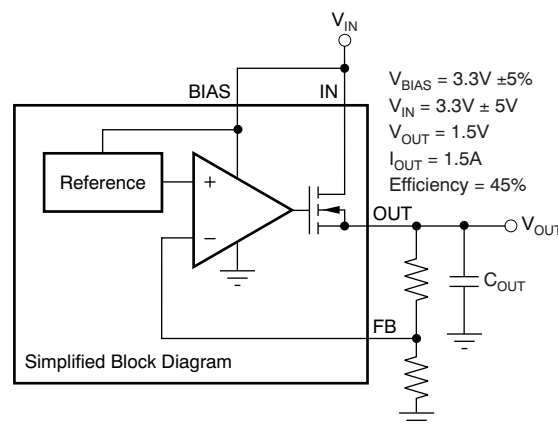 V_IN
BIAS
IN
V_BIAS = 3.3V ±5%
V_IN = 3.3V ± 5V
V_OUT = 1.5V
I_OUT = 1.5A
Efficiency = 45%
Reference
+
−
OUT
V_OUT
C_OUT
FB
Simplified Block Diagram